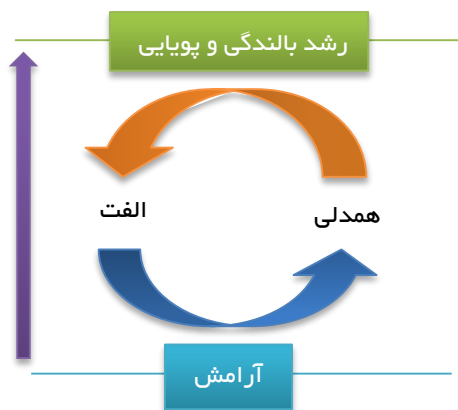 رشد بالندگی و پویایی
همدلی
الفت
آرامش